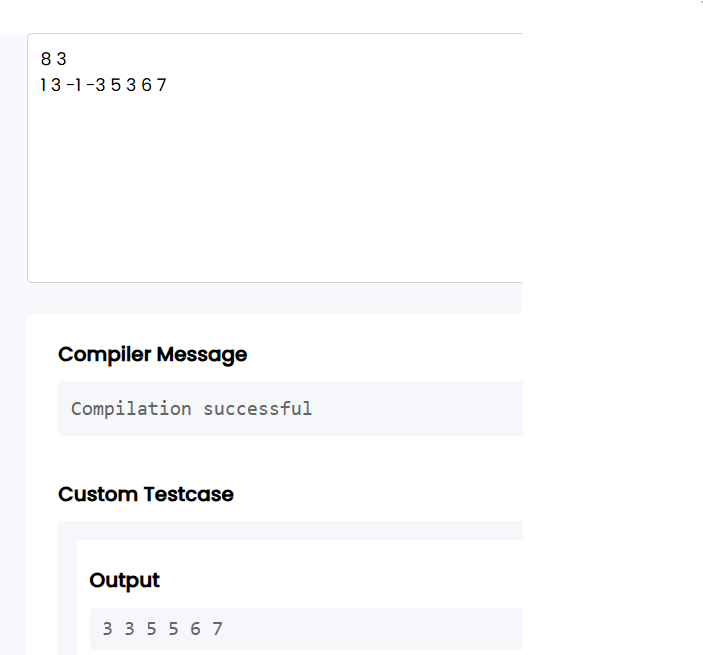 8 3
1 3 -1 -3 5 3 6 7
Compiler Message
Compilation successful
Custom Testcase
Output
3 3 5 5 6 7